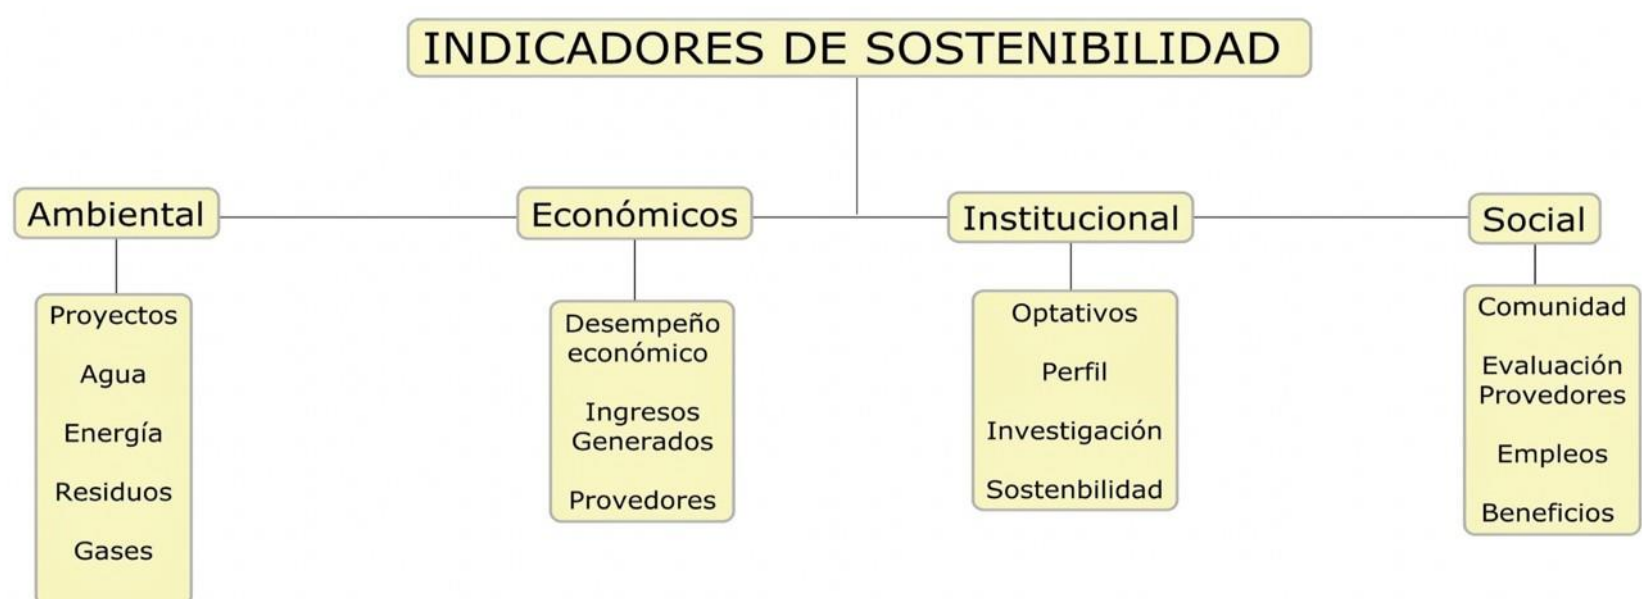 INDICADORES DE SOSTENIBILIDAD
Ambiental
Económicos
Institucional
Social
Proyectos
Agua
Energía
Residuos
Gases
Desempeño
económico
Ingresos
Generados
Provedores
Optativos
Perfil
Investigación
Sostenbilidad
Comunidad
Evaluación
Provedores
Empleos
Beneficios